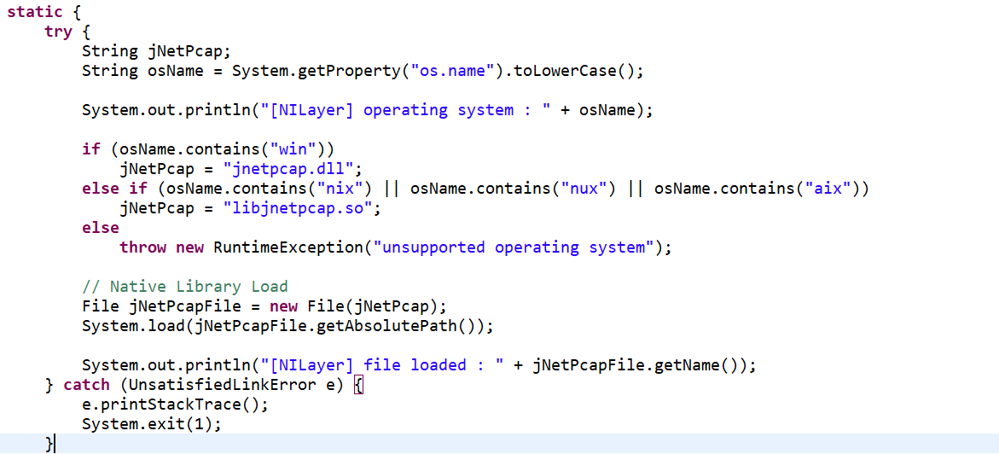 static {
    try {
        String jNetPcap;
        String osName = System.getProperty("os.name").toLowerCase();

        System.out.println("[NILayer] operating system : " + osName);

        if (osName.contains("win"))
            jNetPcap = "jnetpcap.dll";
        else if (osName.contains("nix") || osName.contains("nux") || osName.contains("aix"))
            jNetPcap = "libjnetpcap.so";
        else
            throw new RuntimeException("unsupported operating system");

        // Native Library Load
        File jNetPcapFile = new File(jNetPcap);
        System.load(jNetPcapFile.getAbsolutePath());

        System.out.println("[NILayer] file loaded : " + jNetPcapFile.getName());
    } catch (UnsatisfiedLinkError e) {
        e.printStackTrace();
        System.exit(1);
    }